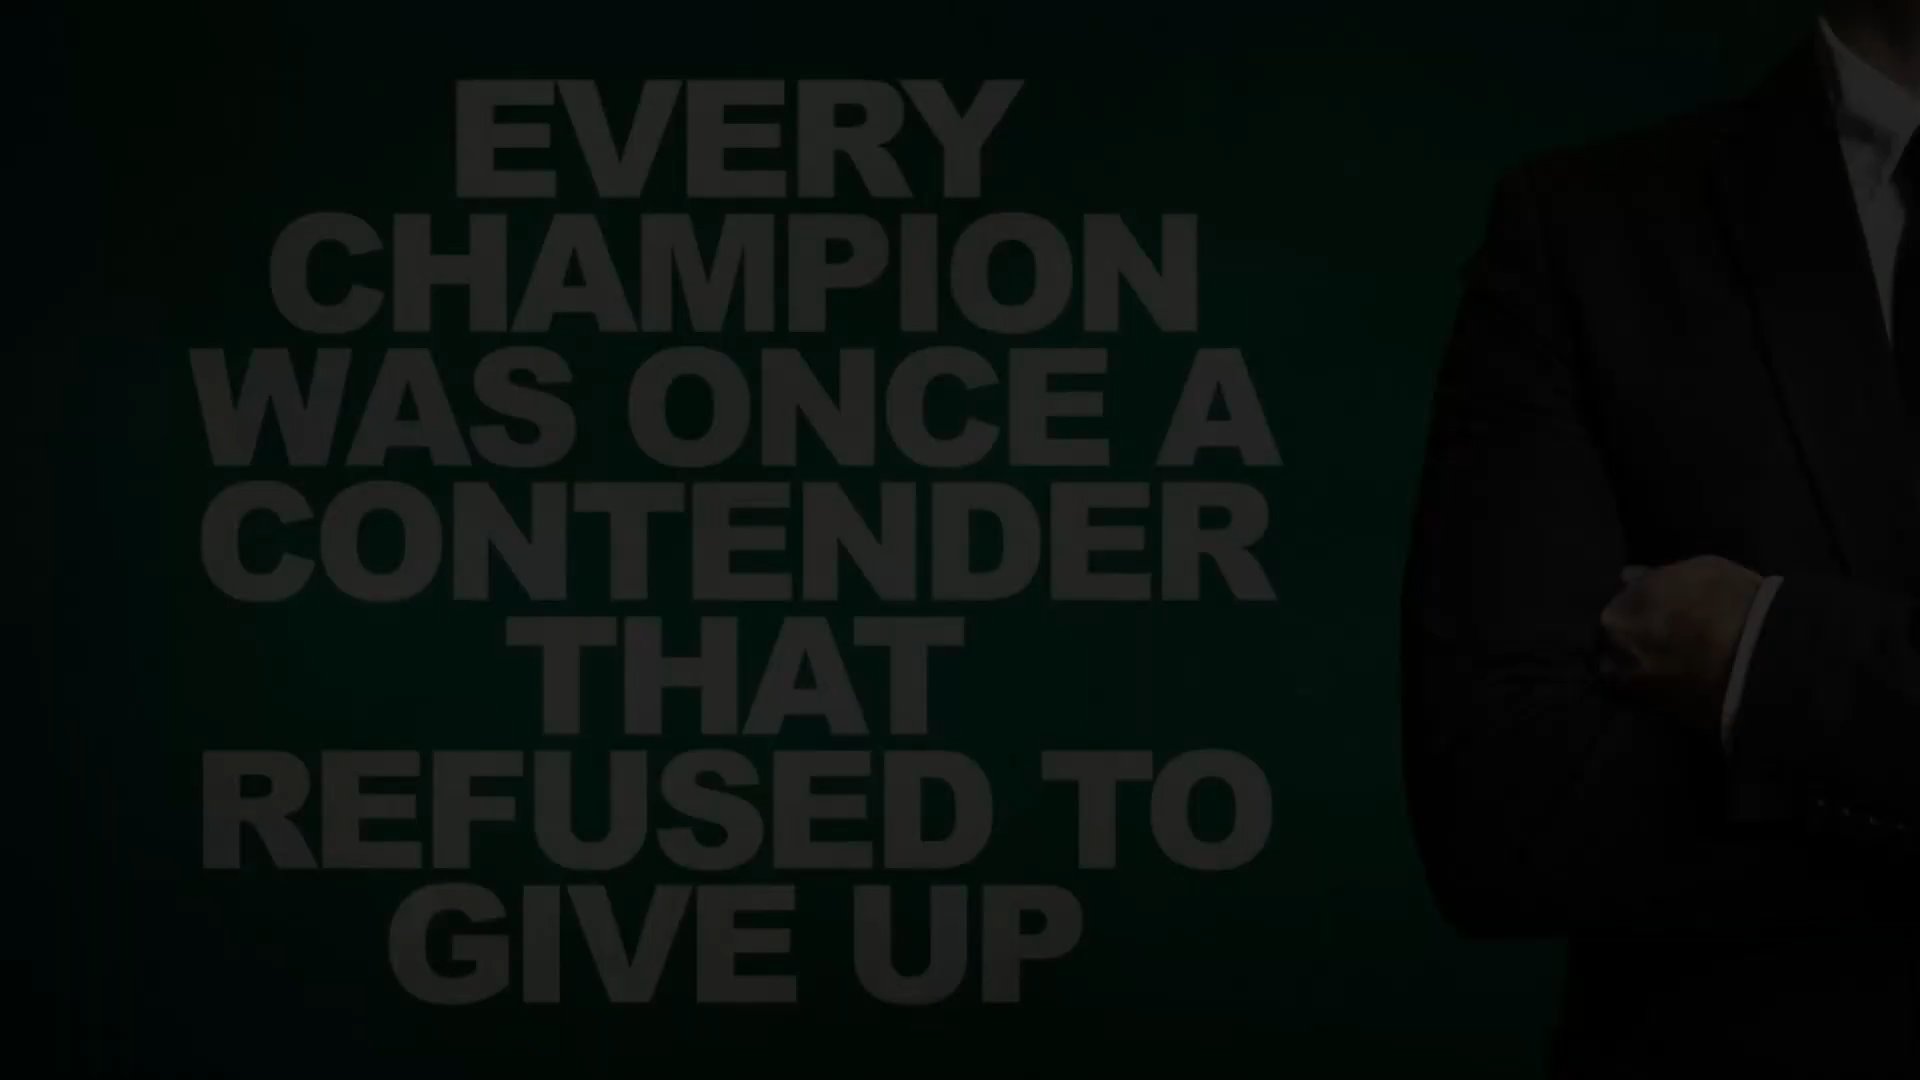 EVERY
CHAMPION
WAS ONCE A
CONTENDER
THAT
REFUSED TO
GIVE UP